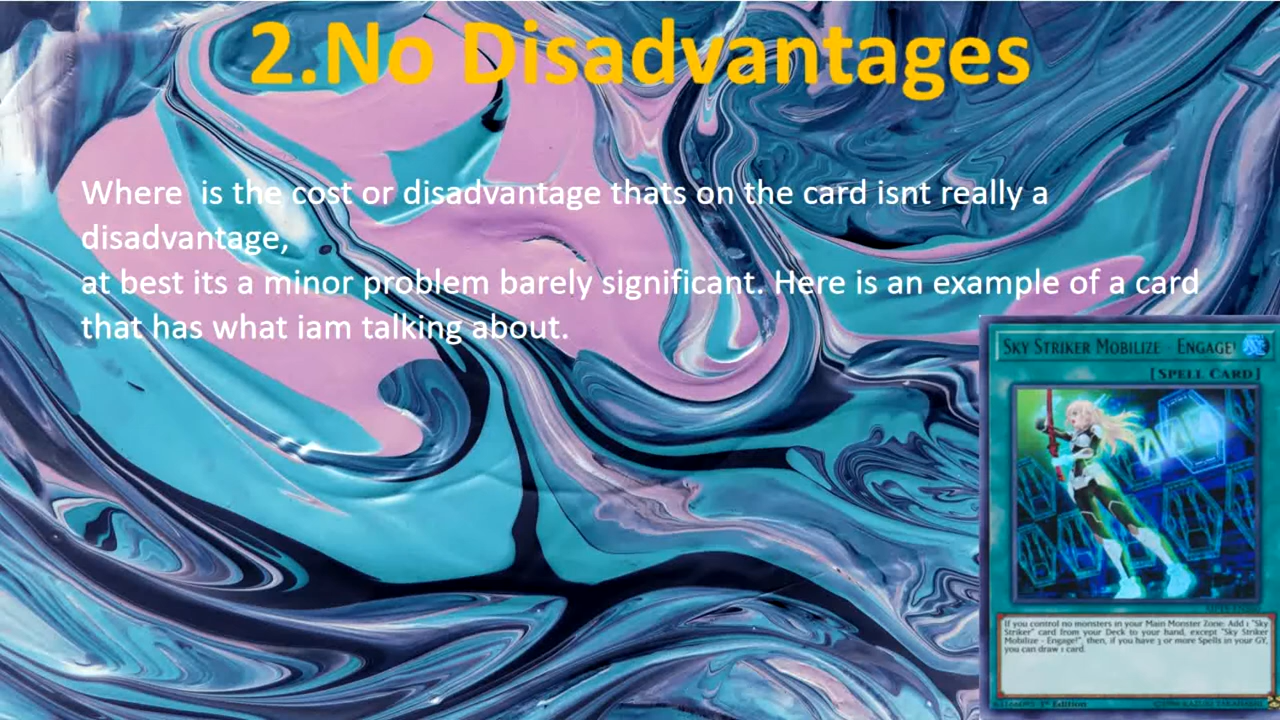 2.No Disadvantages
Where is the cost or disadvantage thats on the card isnt really a
disadvantage,
at best its a minor problem barely significant. Here is an example of a card
that has what iam talking about.
SKY STRIKER MOBILIZE - ENGAGE!
[SPELL CARD]
If you control no monsters in your Main Monster Zone: Add 1 "Sky
Striker" card from your Deck to your hand, except "Sky Striker
Mobilize - Engage!", then, if you have 3 or more Spells in your GY,
you can draw 1 card.
1st Edition
KAZUKI TAKAHASHI